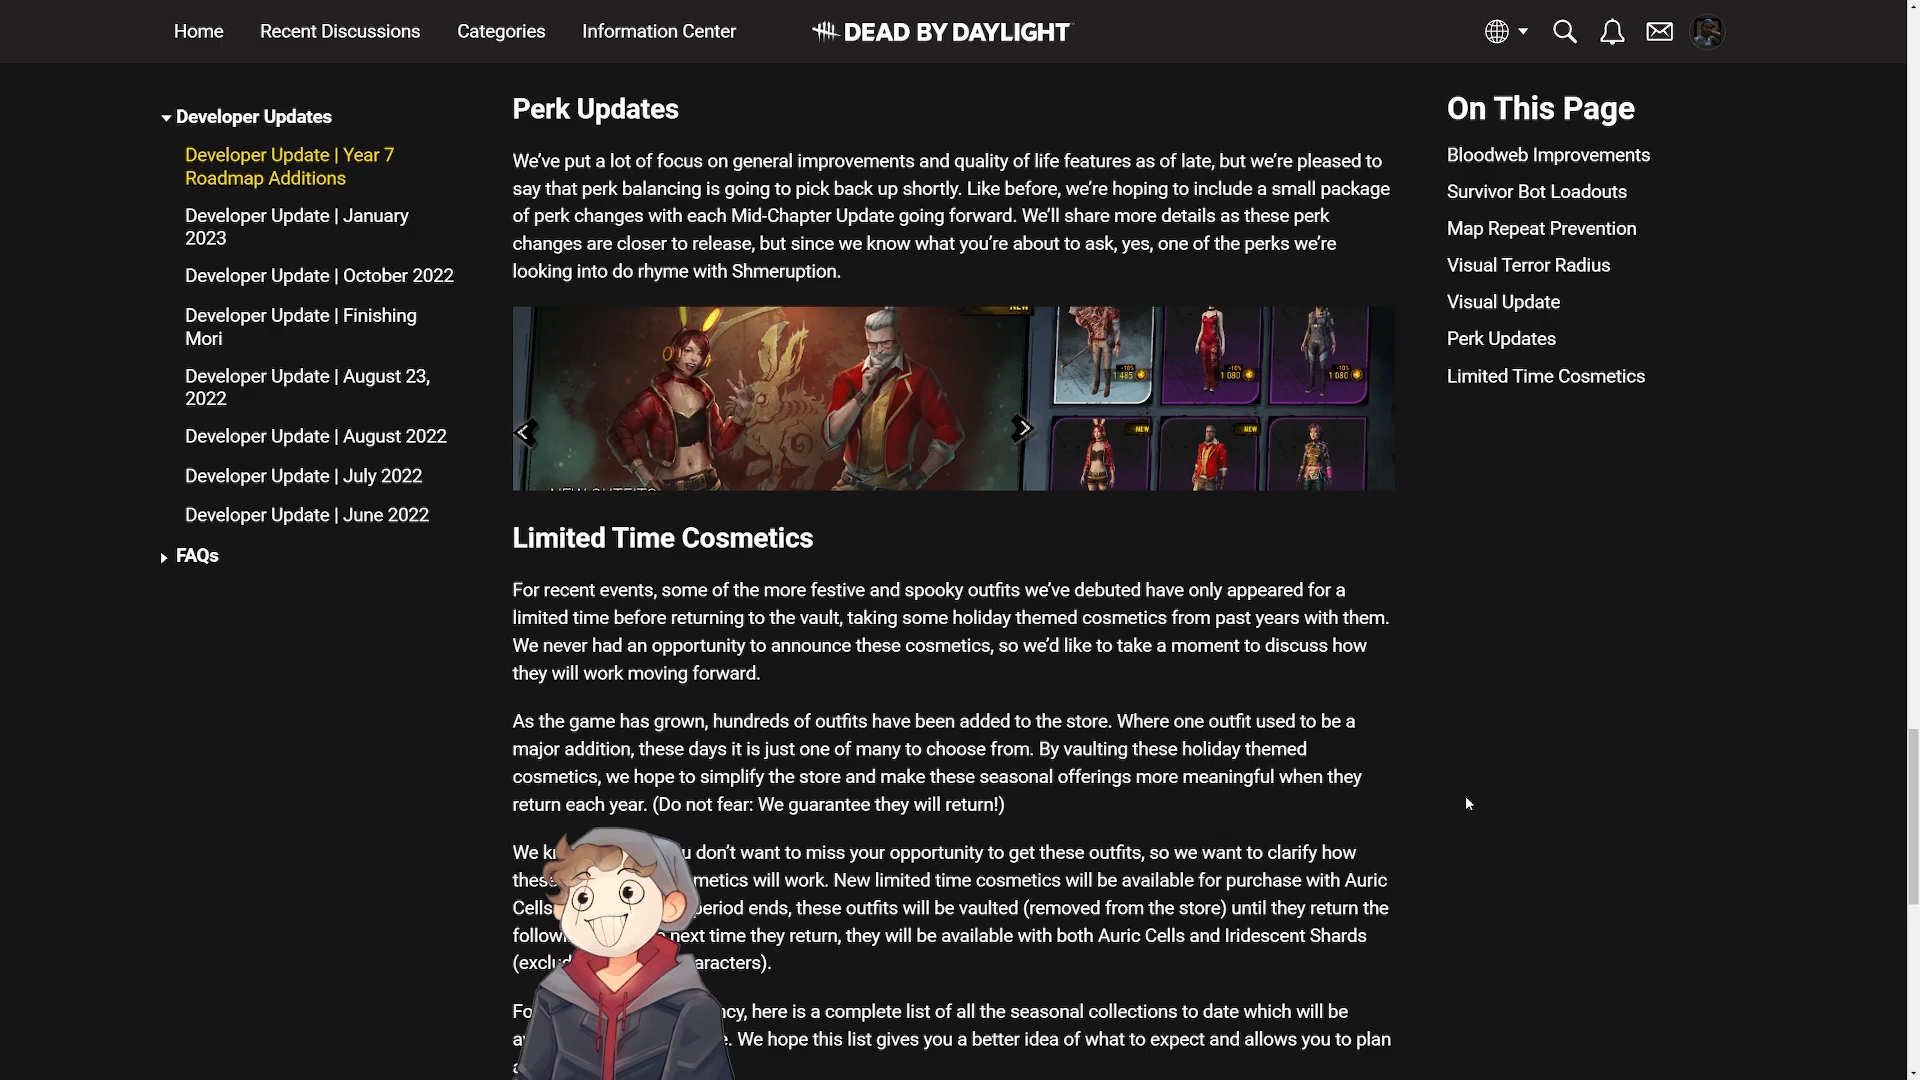 Home Recent Discussions Categories Information Center DEAD BY DAYLIGHT
Developer Updates
Developer Update | Year 7
Roadmap Additions
Developer Update | January
2023
Developer Update | October 2022
Developer Update | Finishing
Mori
Developer Update | August 23,
2022
Developer Update | August 2022
Developer Update | July 2022
Developer Update | June 2022
FAQs
Perk Updates
We've put a lot of focus on general improvements and quality of life features as of late, but we're pleased to
say that perk balancing is going to pick back up shortly. Like before, we're hoping to include a small package
of perk changes with each Mid-Chapter Update going forward. We'll share more details as these perk
changes are closer to release, but since we know what you're about to ask, yes, one of the perks we're
looking into do rhyme with Shmeruption.
NEW
-10%
1 485
-10%
1 080
-10%
1 080
NEW
NEW
NEW OUTFITS
Limited Time Cosmetics
For recent events, some of the more festive and spooky outfits we've debuted have only appeared for a
limited time before returning to the vault, taking some holiday themed cosmetics from past years with them.
We never had an opportunity to announce these cosmetics, so we'd like to take a moment to discuss how
they will work moving forward.
As the game has grown, hundreds of outfits have been added to the store. Where one outfit used to be a
major addition, these days it is just one of many to choose from. By vaulting these holiday themed
cosmetics, we hope to simplify the store and make these seasonal offerings more meaningful when they
return each year. (Do not fear: We guarantee they will return!)
We don't want to miss your opportunity to get these outfits, so we want to clarify how
will work. New limited time cosmetics will be available for purchase with Auric
Cells period ends, these outfits will be vaulted (removed from the store) until they return the
next time they return, they will be available with both Auric Cells and Iridescent Shards
here is a complete list of all the seasonal collections to date which will be
We hope this list gives you a better idea of what to expect and allows you to plan
On This Page
Bloodweb Improvements
Survivor Bot Loadouts
Map Repeat Prevention
Visual Terror Radius
Visual Update
Perk Updates
Limited Time Cosmetics